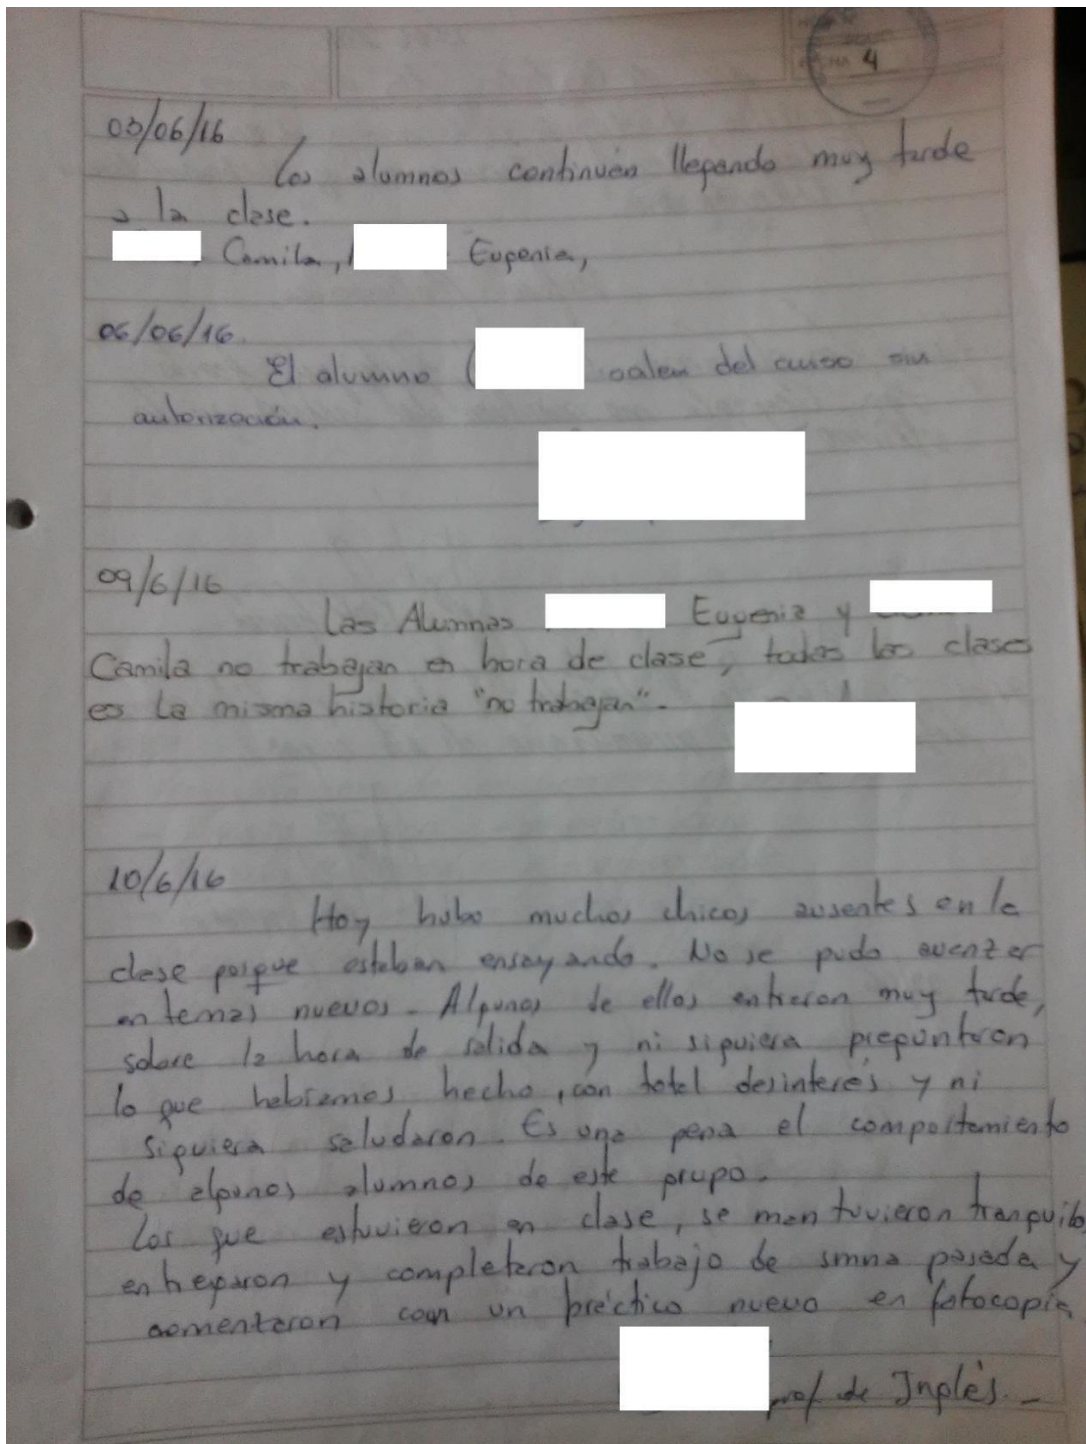 4
03/06/16
Los alumnos continúan llegando muy tarde
a la clase.
Camila, Eugenia,
06/06/16.
El alumno ( salen del curso sin
autorización.
09/6/16
Las Alumnas Eugenia y
Camila no trabajan en hora de clase, todas las clases
es la misma historia "no trabajan".
10/6/16
Hoy hubo muchos chicos ausentes en la
clase porque estaban ensayando. No se pudo avanzar
en temas nuevos. Algunos de ellos entraron muy tarde,
sobre la hora de salida y ni siquiera preguntaron
lo que habíamos hecho, con total desinterés y ni
siquiera saludaron. Es una pena el comportamiento
de algunos alumnos de este grupo.
Los que estuvieron en clase, se mantuvieron tranquilos,
entregaron y completaron trabajo de smna pasada y
comentaron con un práctico nuevo en fotocopia.
prof. de Inglés.-